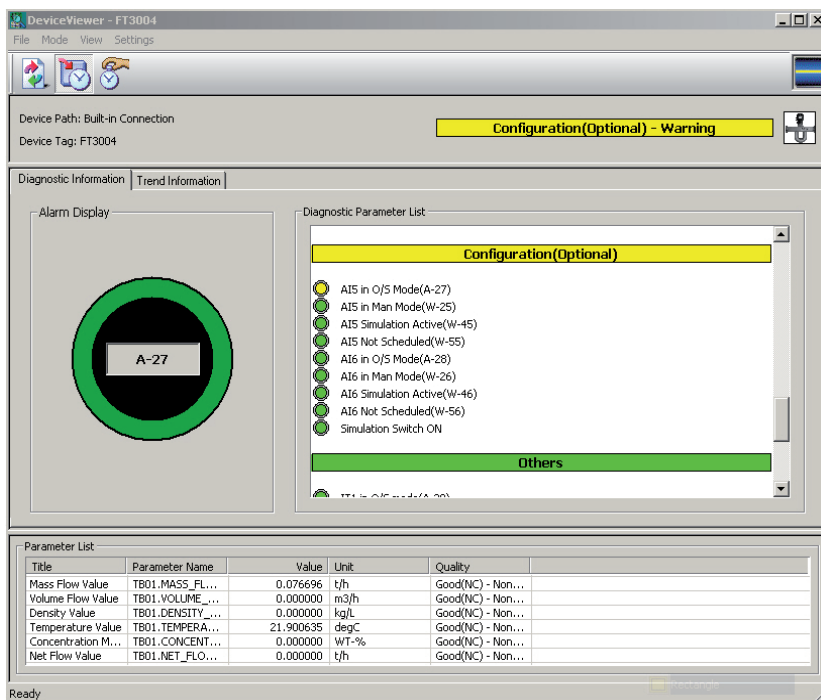 DeviceViewer - FT3004
File Mode View Settings
Device Path: Built-in Connection
Device Tag: FT3004
Configuration(Optional) - Warning
Diagnostic Information Trend Information
Alarm Display
A-27
Diagnostic Parameter List
Configuration(Optional)
AI5 in O/S Mode(A-27)
AI5 in Man Mode(W-25)
AI5 Simulation Active(W-45)
AI5 Not Scheduled(W-55)
AI6 in O/S Mode(A-28)
AI6 in Man Mode(W-26)
AI6 Simulation Active(W-46)
AI6 Not Scheduled(W-56)
Simulation Switch ON
Others
Parameter List
Title Parameter Name Value Unit Quality
Mass Flow Value TB01.MASS_FL... 0.076696 t/h Good(NC) - Non...
Volume Flow Value TB01.VOLUME_... 0.000000 m3/h Good(NC) - Non...
Density Value TB01.DENSITY_... 0.000000 kg/L Good(NC) - Non...
Temperature Value TB01.TEMPERA... 21.900635 degC Good(NC) - Non...
Concentration M... TB01.CONCENT... 0.000000 WT-% Good(NC) - Non...
Net Flow Value TB01.NET_FLO... 0.000000 t/h Good(NC) - Non...
Rectangle
Ready